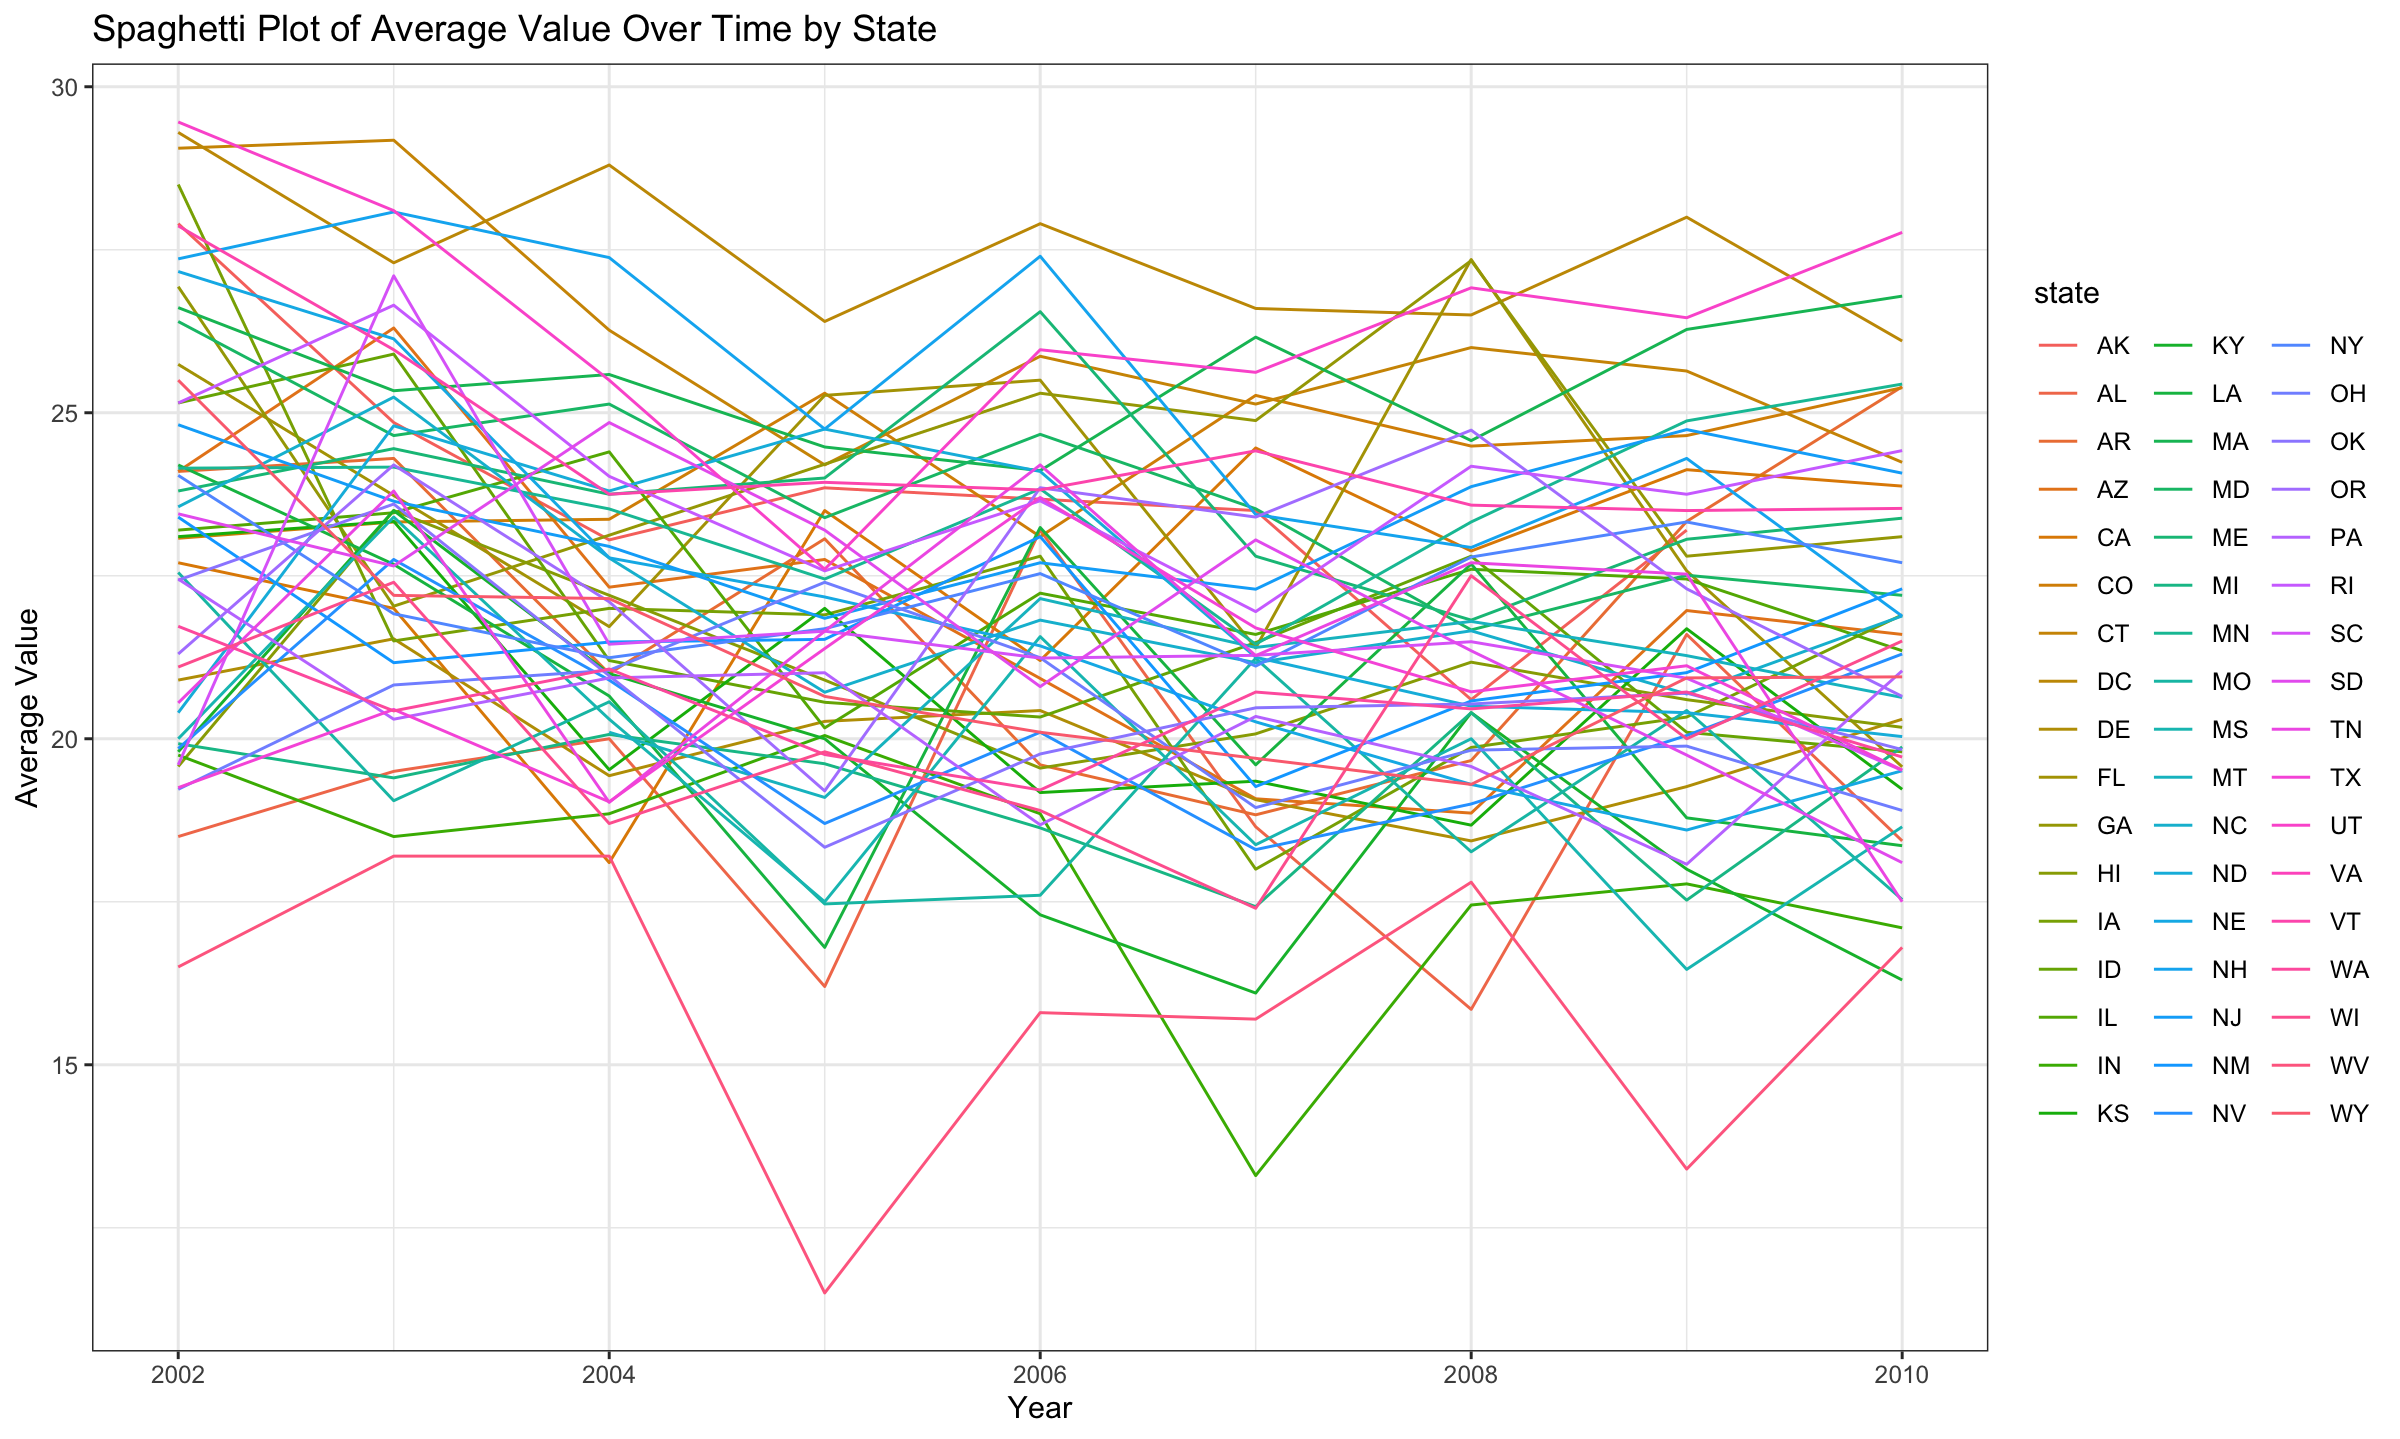 Spaghetti Plot of Average Value Over Time by State
30
25
20
15
Average Value
2002 2004 2006 2008 2010
Year
state
AK KY NY
AL LA OH
AR MA OK
AZ MD OR
CA ME PA
CO MI RI
CT MN SC
DC MO SD
DE MS TN
FL MT TX
GA NC UT
HI ND VA
IA NE VT
ID NH WA
IL NJ WI
IN NM WV
KS NV WY